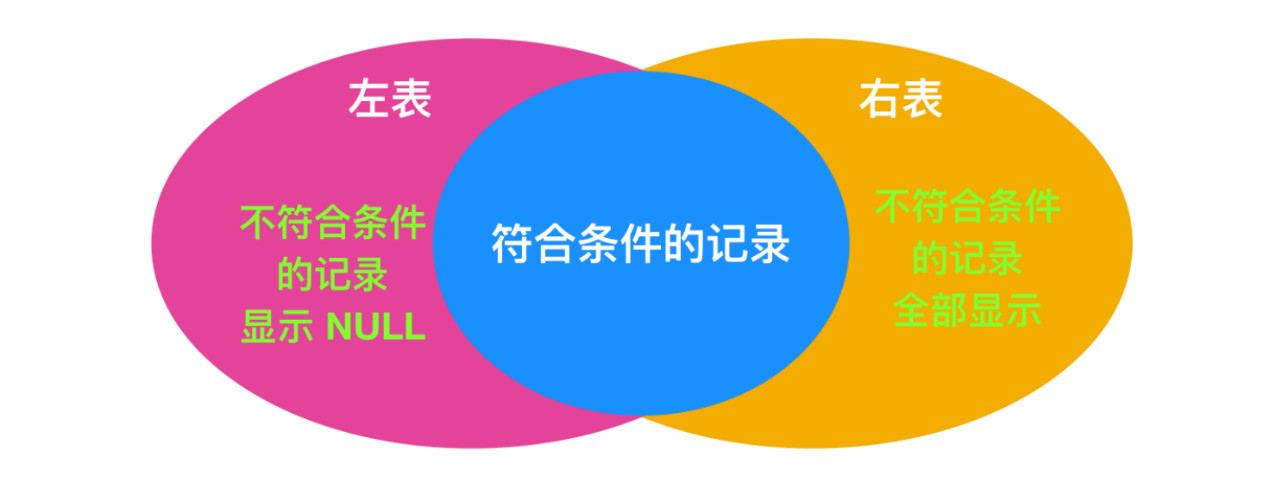 左表
不符合条件
的记录
显示 NULL
符合条件的记录
右表
不符合条件
的记录
全部显示